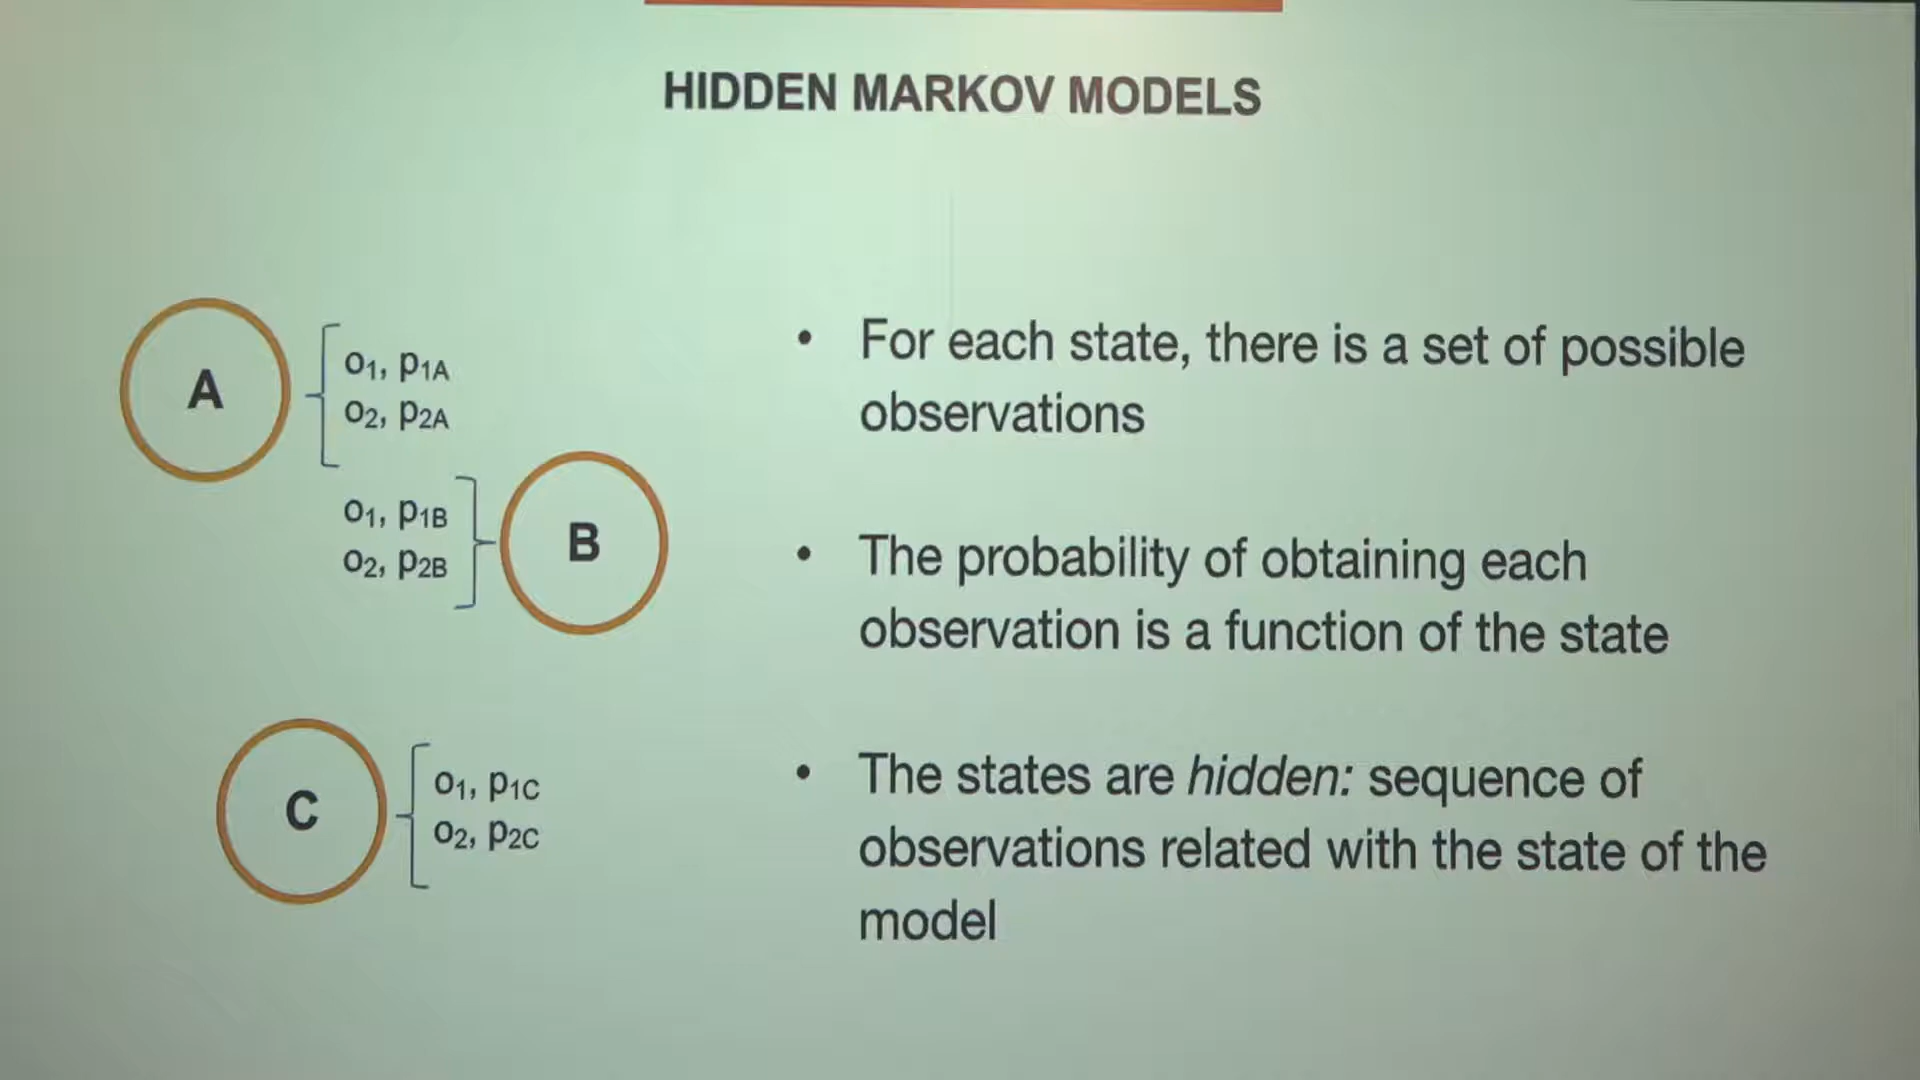 HIDDEN MARKOV MODELS
A
o1, p1A
o2, p2A
o1, p1B
o2, p2B
B
C
o1, p1C
o2, p2C
• For each state, there is a set of possible
observations
• The probability of obtaining each
observation is a function of the state
• The states are hidden: sequence of
observations related with the state of the
model